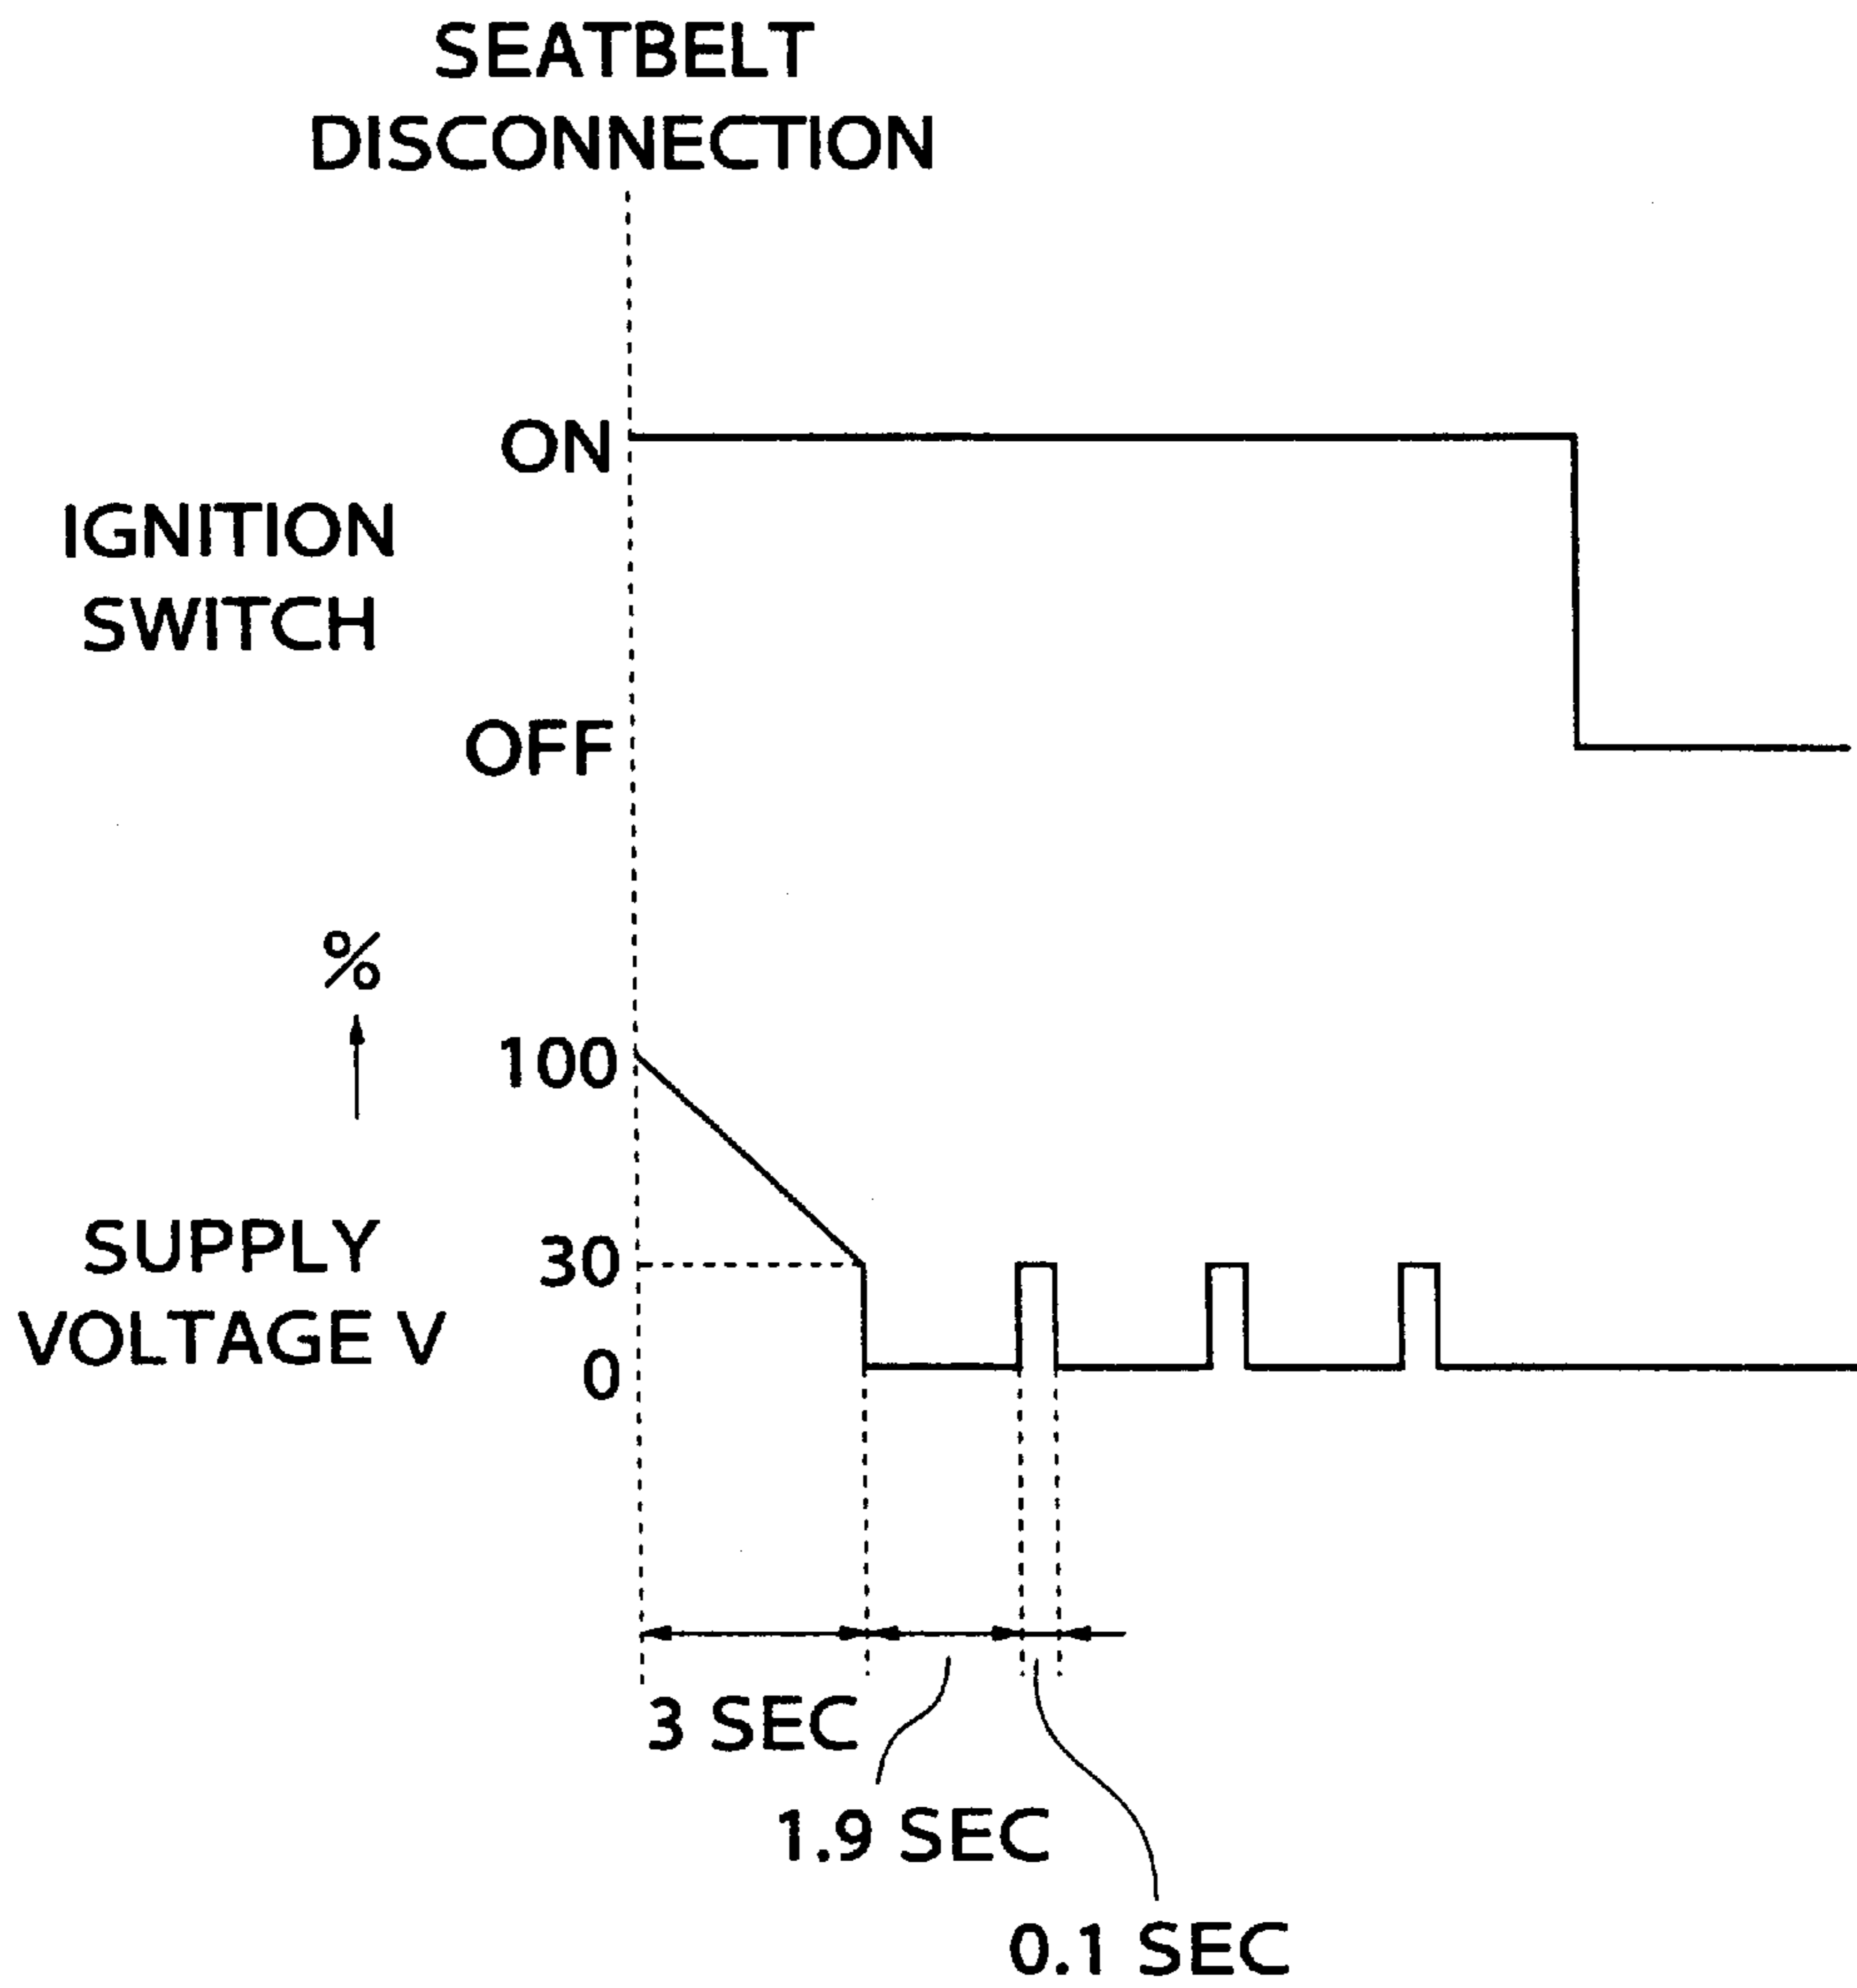 SEATBELT
DISCONNECTION
ON
IGNITION
SWITCH
OFF
%
100
SUPPLY
30
VOLTAGE V
0
3 SEC
1.9 SEC
0.1 SEC